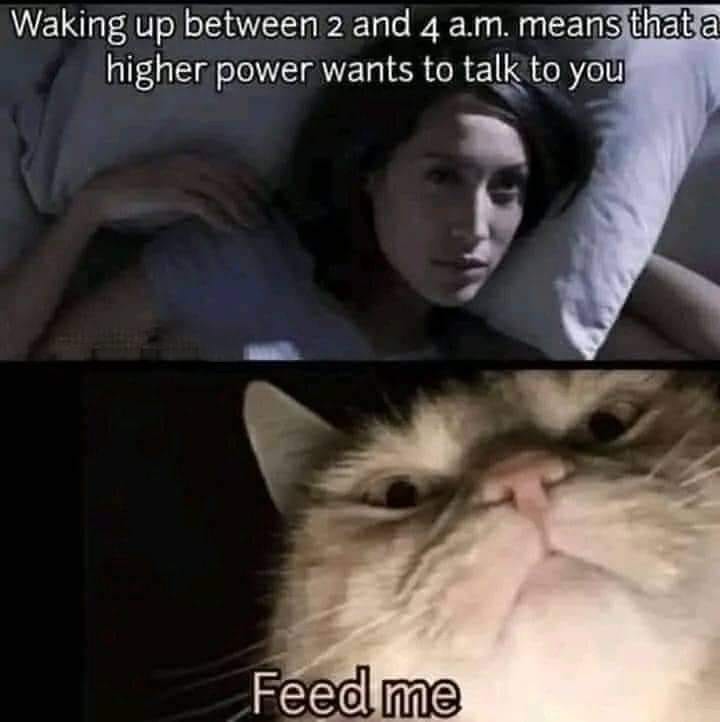 Waking up between 2 and 4 a.m. means that a
higher power wants to talk to you
Feed me